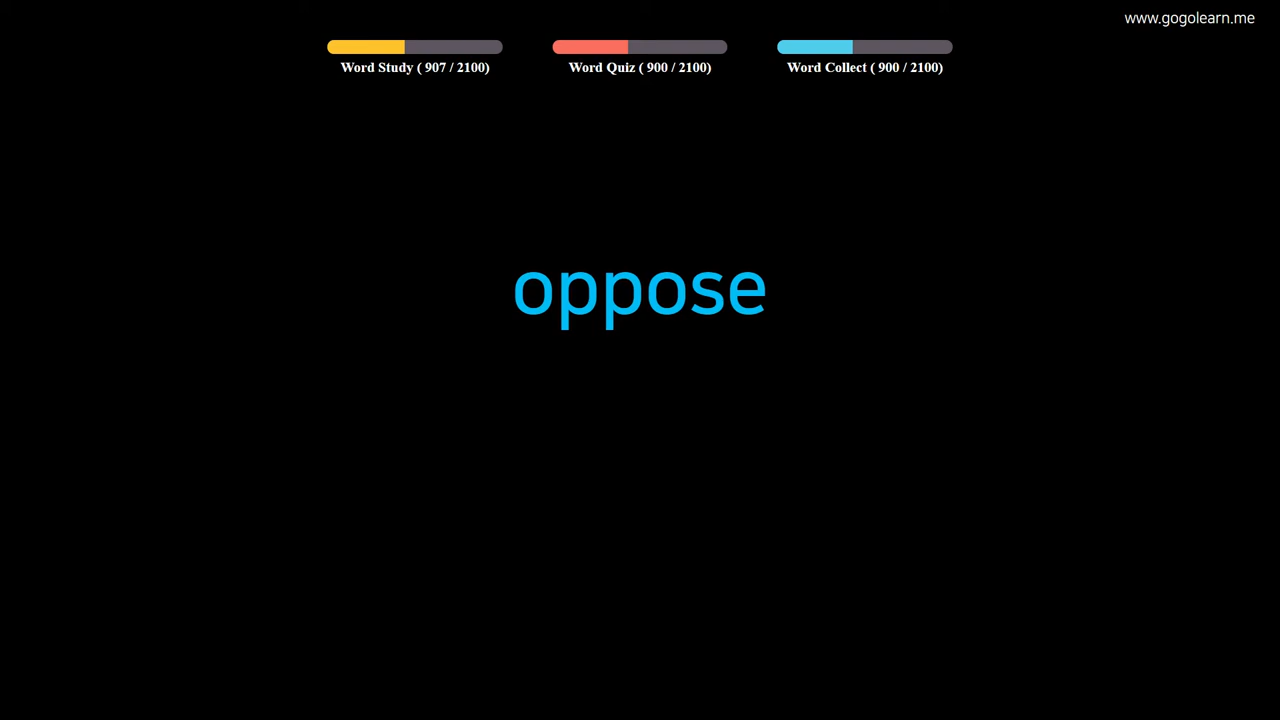 www.gogolearn.me
Word Study ( 907 / 2100)
Word Quiz ( 900 / 2100)
Word Collect ( 900 / 2100)
oppose